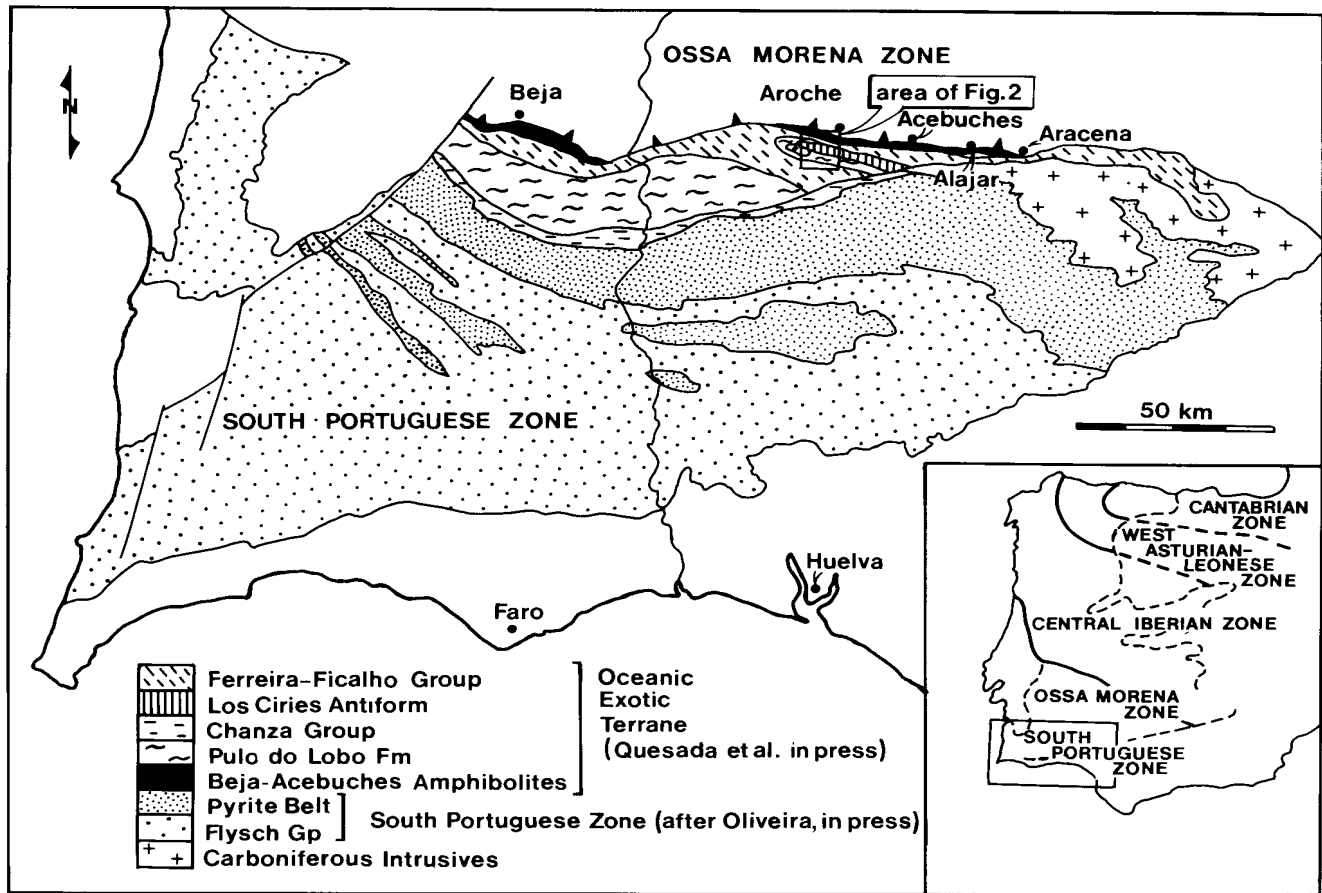 OSSA MORENA ZONE
N
Beja
Aroche
area of Fig.2
Acebuches
Aracena
Alajar
SOUTH PORTUGUESE ZONE
50 km
Huelva
Faro
Ferreira-Ficalho Group
Los Ciries Antiform
Chanza Group
Pulo do Lobo Fm
Beja-Acebuches Amphibolites
Oceanic
Exotic
Terrane
(Quesada et al. in press)
Pyrite Belt
Flysch Gp
South Portuguese Zone (after Oliveira, in press)
Carboniferous Intrusives
CANTABRIAN
ZONE
WEST
ASTURIAN-
LEONESE
ZONE
CENTRAL IBERIAN ZONE
OSSA MORENA
ZONE
SOUTH
PORTUGUESE
ZONE